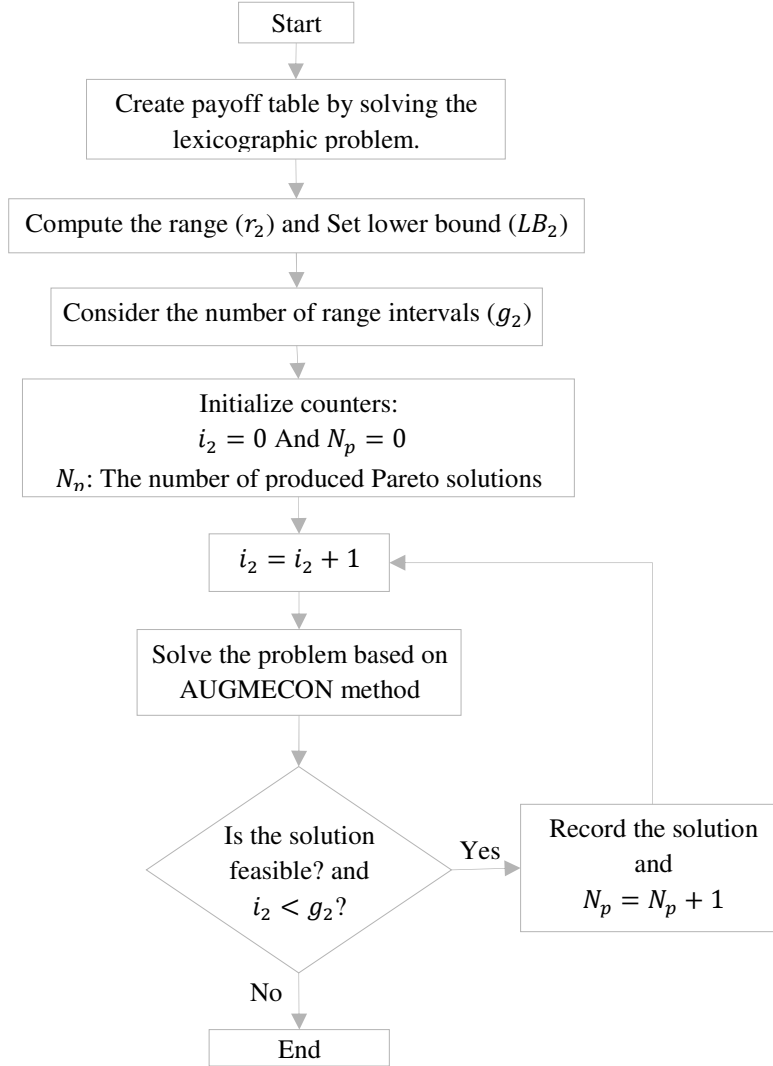 Start
Create payoff table by solving the
lexicographic problem.
Compute the range (𝑟₂) and Set lower bound (𝐿𝐵₂)
Consider the number of range intervals (𝑔₂)
Initialize counters:
𝑖₂ = 0 And 𝑁ₚ = 0
𝑁ₚ: The number of produced Pareto solutions
𝑖₂ = 𝑖₂ + 1
Solve the problem based on
AUGMECON method
Is the solution
feasible? and
𝑖₂ < 𝑔₂?
Yes
Record the solution
and
𝑁ₚ = 𝑁ₚ + 1
No
End